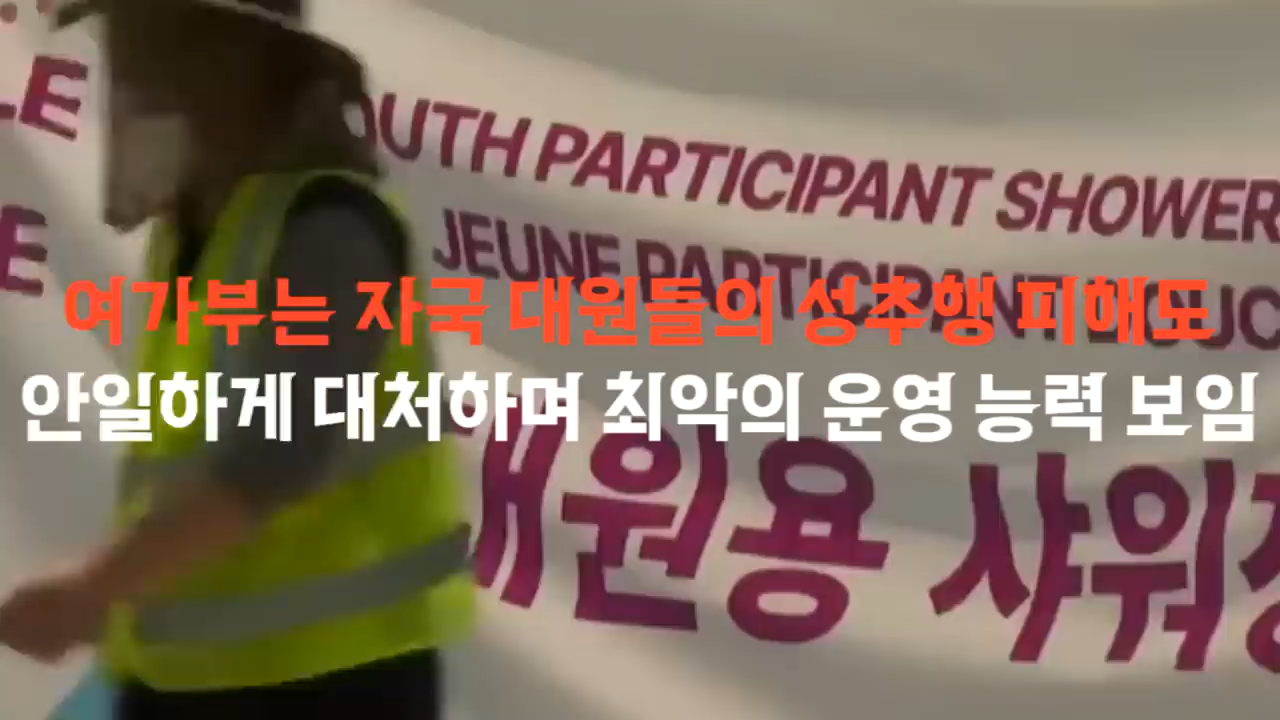 LE
OUTH PARTICIPANT SHOWER
E
JEUNE PARTICIPANT DOUC
여가부는 자국 대원들의 성추행 피해도
안일하게 대처하며 최악의 운영 능력 보임
대원용 샤워장